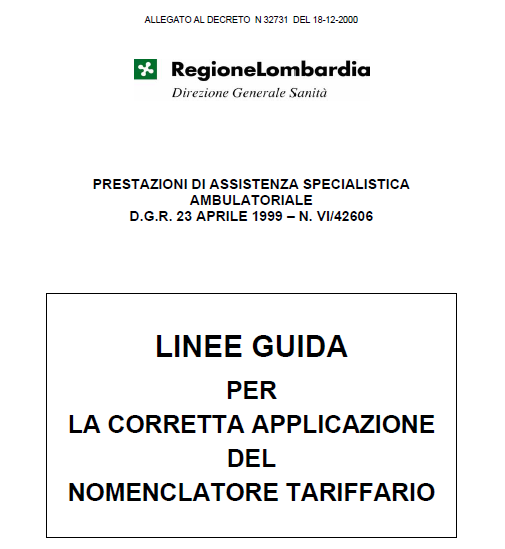 ALLEGATO AL DECRETO N 32731 DEL 18-12-2000
RegioneLombardia
Direzione Generale Sanità
PRESTAZIONI DI ASSISTENZA SPECIALISTICA
AMBULATORIALE
D.G.R. 23 APRILE 1999 – N. VI/42606
LINEE GUIDA
PER
LA CORRETTA APPLICAZIONE
DEL
NOMENCLATORE TARIFFARIO